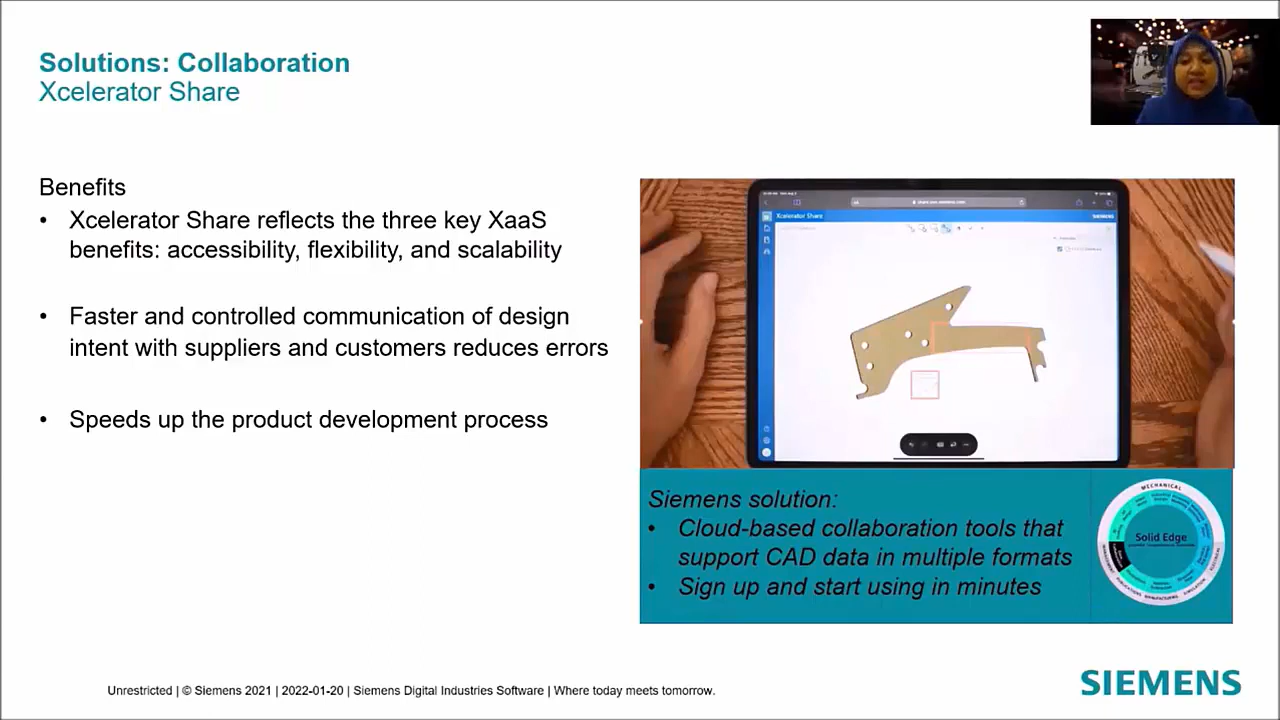 Solutions: Collaboration
Xcelerator Share
Benefits
• Xcelerator Share reflects the three key XaaS
benefits: accessibility, flexibility, and scalability
• Faster and controlled communication of design
intent with suppliers and customers reduces errors
• Speeds up the product development process
Xcelerator Share
SIEMENS
Siemens solution:
• Cloud-based collaboration tools that
support CAD data in multiple formats
• Sign up and start using in minutes
MECHANICAL
Solid Edge
Unrestricted | © Siemens 2021 | 2022-01-20 | Siemens Digital Industries Software | Where today meets tomorrow.
SIEMENS